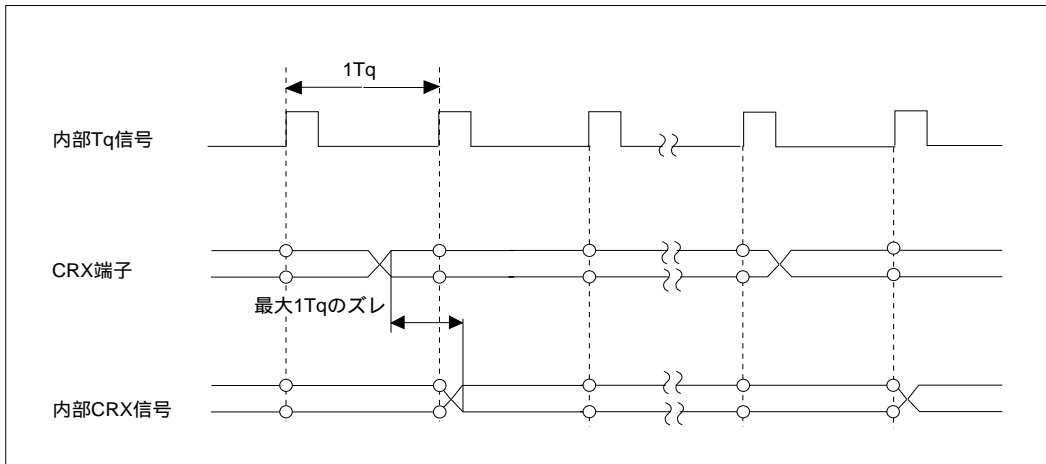 1Tq
内部Tq信号
CRX端子
最大1Tqのズレ
内部CRX信号